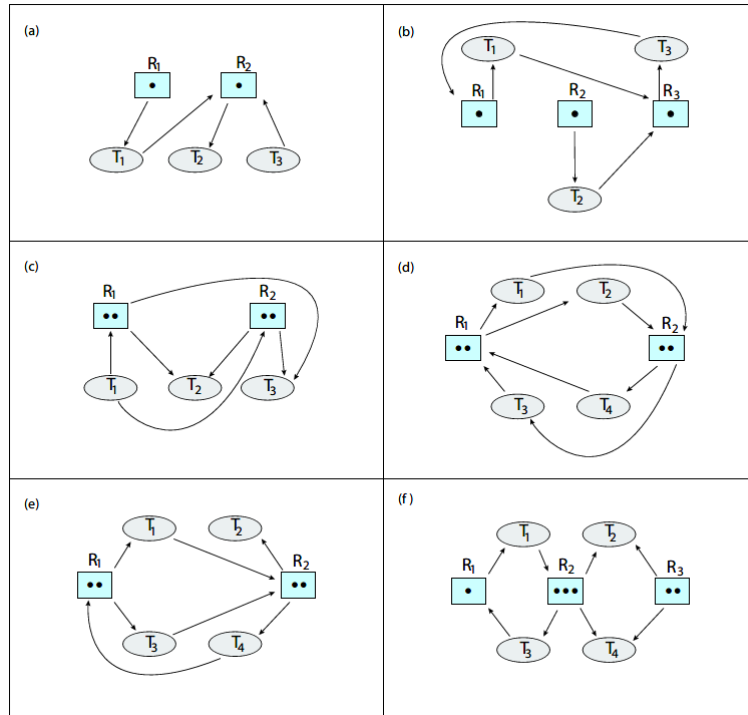 (a)
R1
R2
T1
T2
T3
(b)
T1
T3
R1
R2
R3
T2
(c)
R1
R2
T1
T2
T3
(d)
T1
T2
R1
R2
T3
T4
(e)
T1
T2
R1
R2
T3
T4
(f )
T1
T2
R1
R2
R3
T3
T4